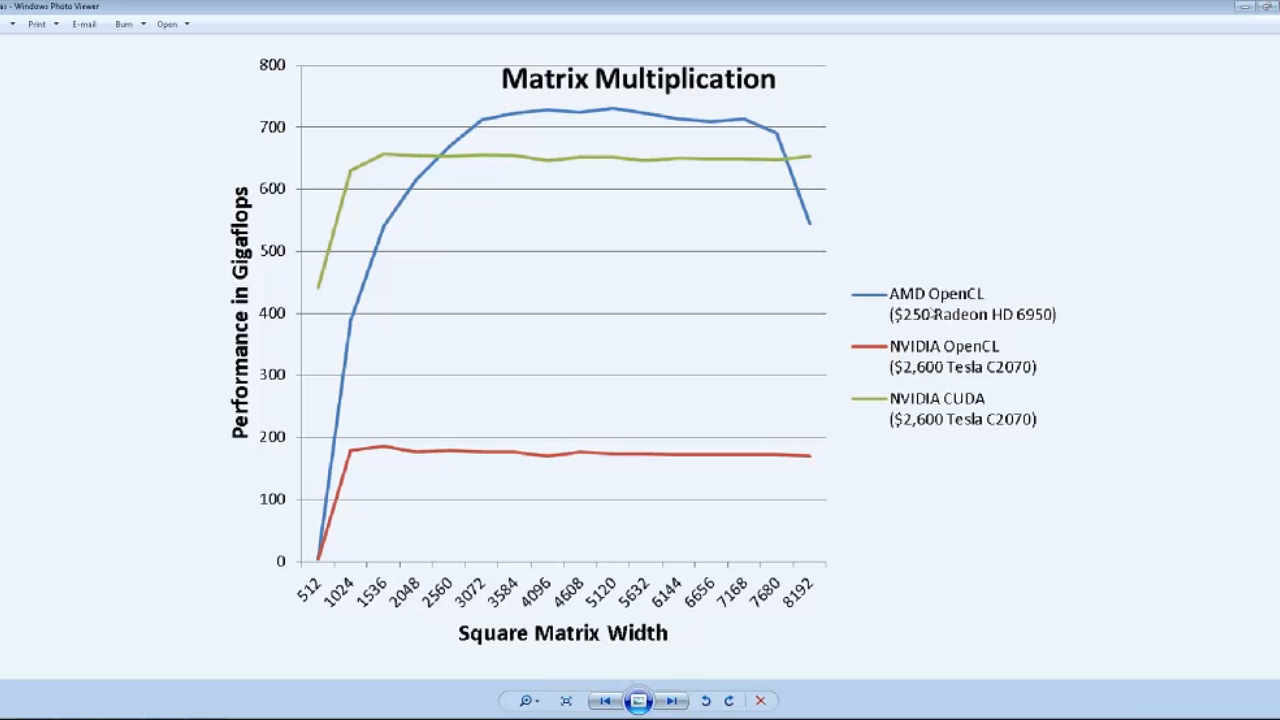 as - Windows Photo Viewer
Print E-mail Burn Open
Matrix Multiplication
800
700
600
500
400
300
200
100
0
Performance in Gigaflops
512 1024 1536 2048 2560 3072 3584 4096 4608 5120 5632 6144 6656 7168 7680 8192
Square Matrix Width
AMD OpenCL
($250 Radeon HD 6950)
NVIDIA OpenCL
($2,600 Tesla C2070)
NVIDIA CUDA
($2,600 Tesla C2070)